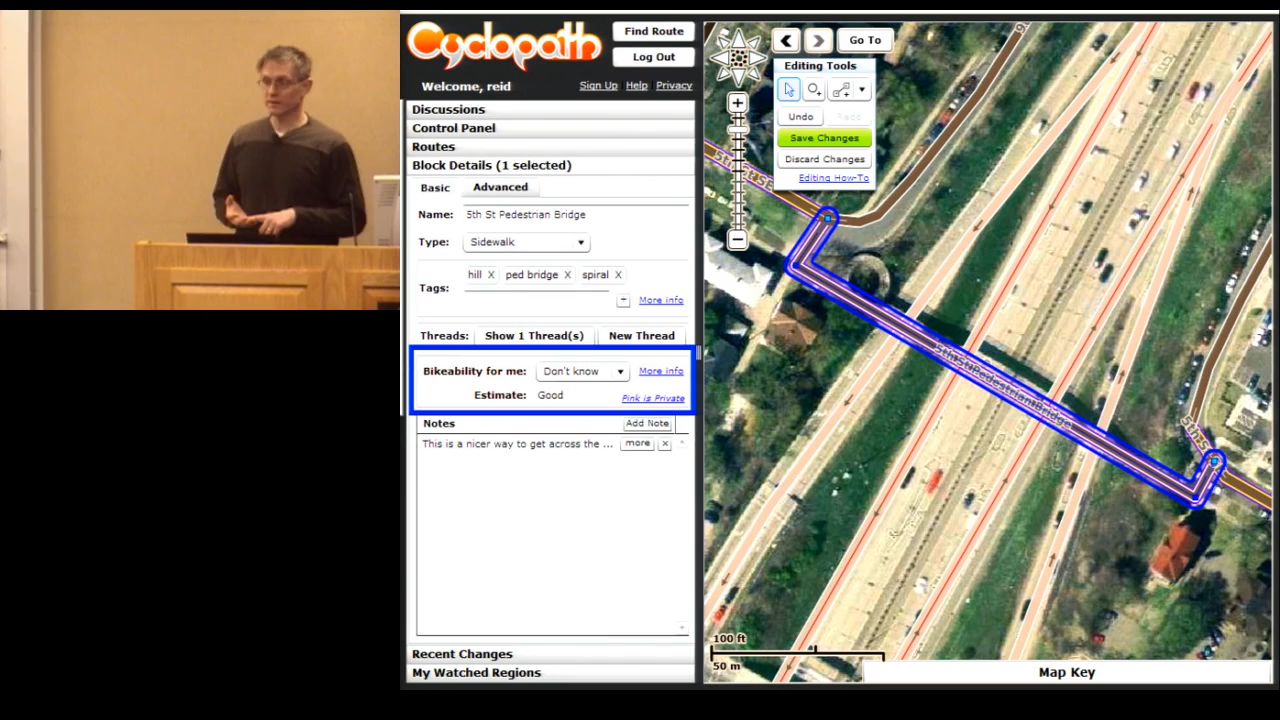 Cyclopath
Find Route
Log Out
Welcome, reid
Sign Up Help Privacy
Discussions
Control Panel
Routes
Block Details (1 selected)
Basic Advanced
Name: 5th St Pedestrian Bridge
Type: Sidewalk
hill X ped bridge X spiral X
Tags:
+ More info
Threads: Show 1 Thread(s) New Thread
Bikeability for me: Don't know More info
Estimate: Good Pink is Private
Notes Add Note
This is a nicer way to get across the ... more x
Recent Changes
My Watched Regions
Go To
Editing Tools
Undo Redo
Save Changes
Discard Changes
Editing How-To
5th St Pedestrian Bridge
100 ft
50 m
Map Key